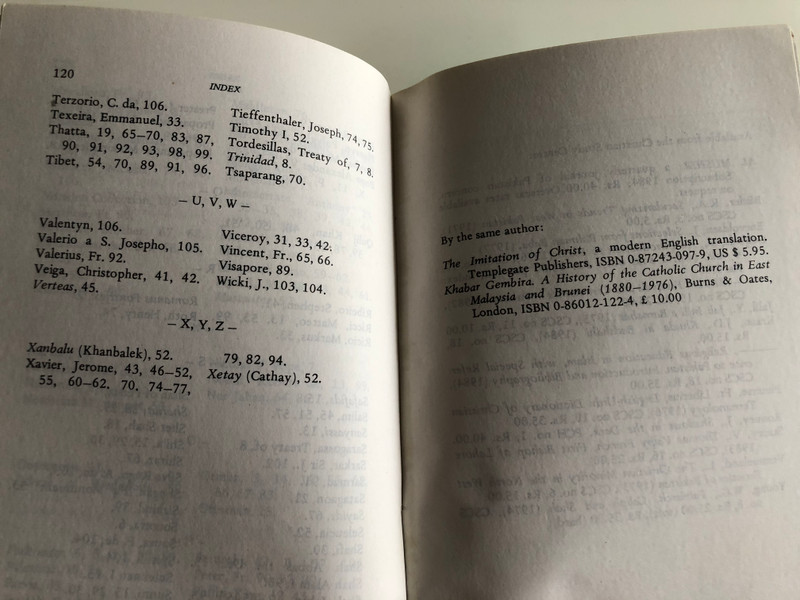 120
INDEX
Terzorio, C. da, 106.
Texeira, Emmanuel, 33.
Thatta, 19, 65–70, 83, 87,
90, 91, 92, 93, 98, 99.
Tibet, 54, 70, 89, 91, 96.
Tieffenthaler, Joseph, 74, 75.
Timothy I, 52.
Tordesillas, Treaty of, 7, 8.
Trinidad, 8.
Tsaparang, 70.
– U, V, W –
Valentyn, 106.
Valerio a S. Josepho, 105.
Valerius, Fr. 92.
Veiga, Christopher, 41, 42.
Verteas, 45.
Viceroy, 31, 33, 42.
Vincent, Fr., 65, 66.
Visapore, 89.
Wicki, J., 103, 104.
– X, Y, Z –
Xanbalu (Khanbalek), 52.
Xavier, Jerome, 43, 46–52,
55, 60–62. 70. 74–77,
79, 82, 94.
Xetay (Cathay), 52.
By the same author:
The Imitation of Christ, a modern English translation.
Templegate Publishers, ISBN 0-87243-097-9, US $ 5.95.
Khabar Gembira. A History of the Catholic Church in East
Malaysia and Brunei (1880–1976), Burns & Oates,
London, ISBN 0-86012-122-4, £ 10.00